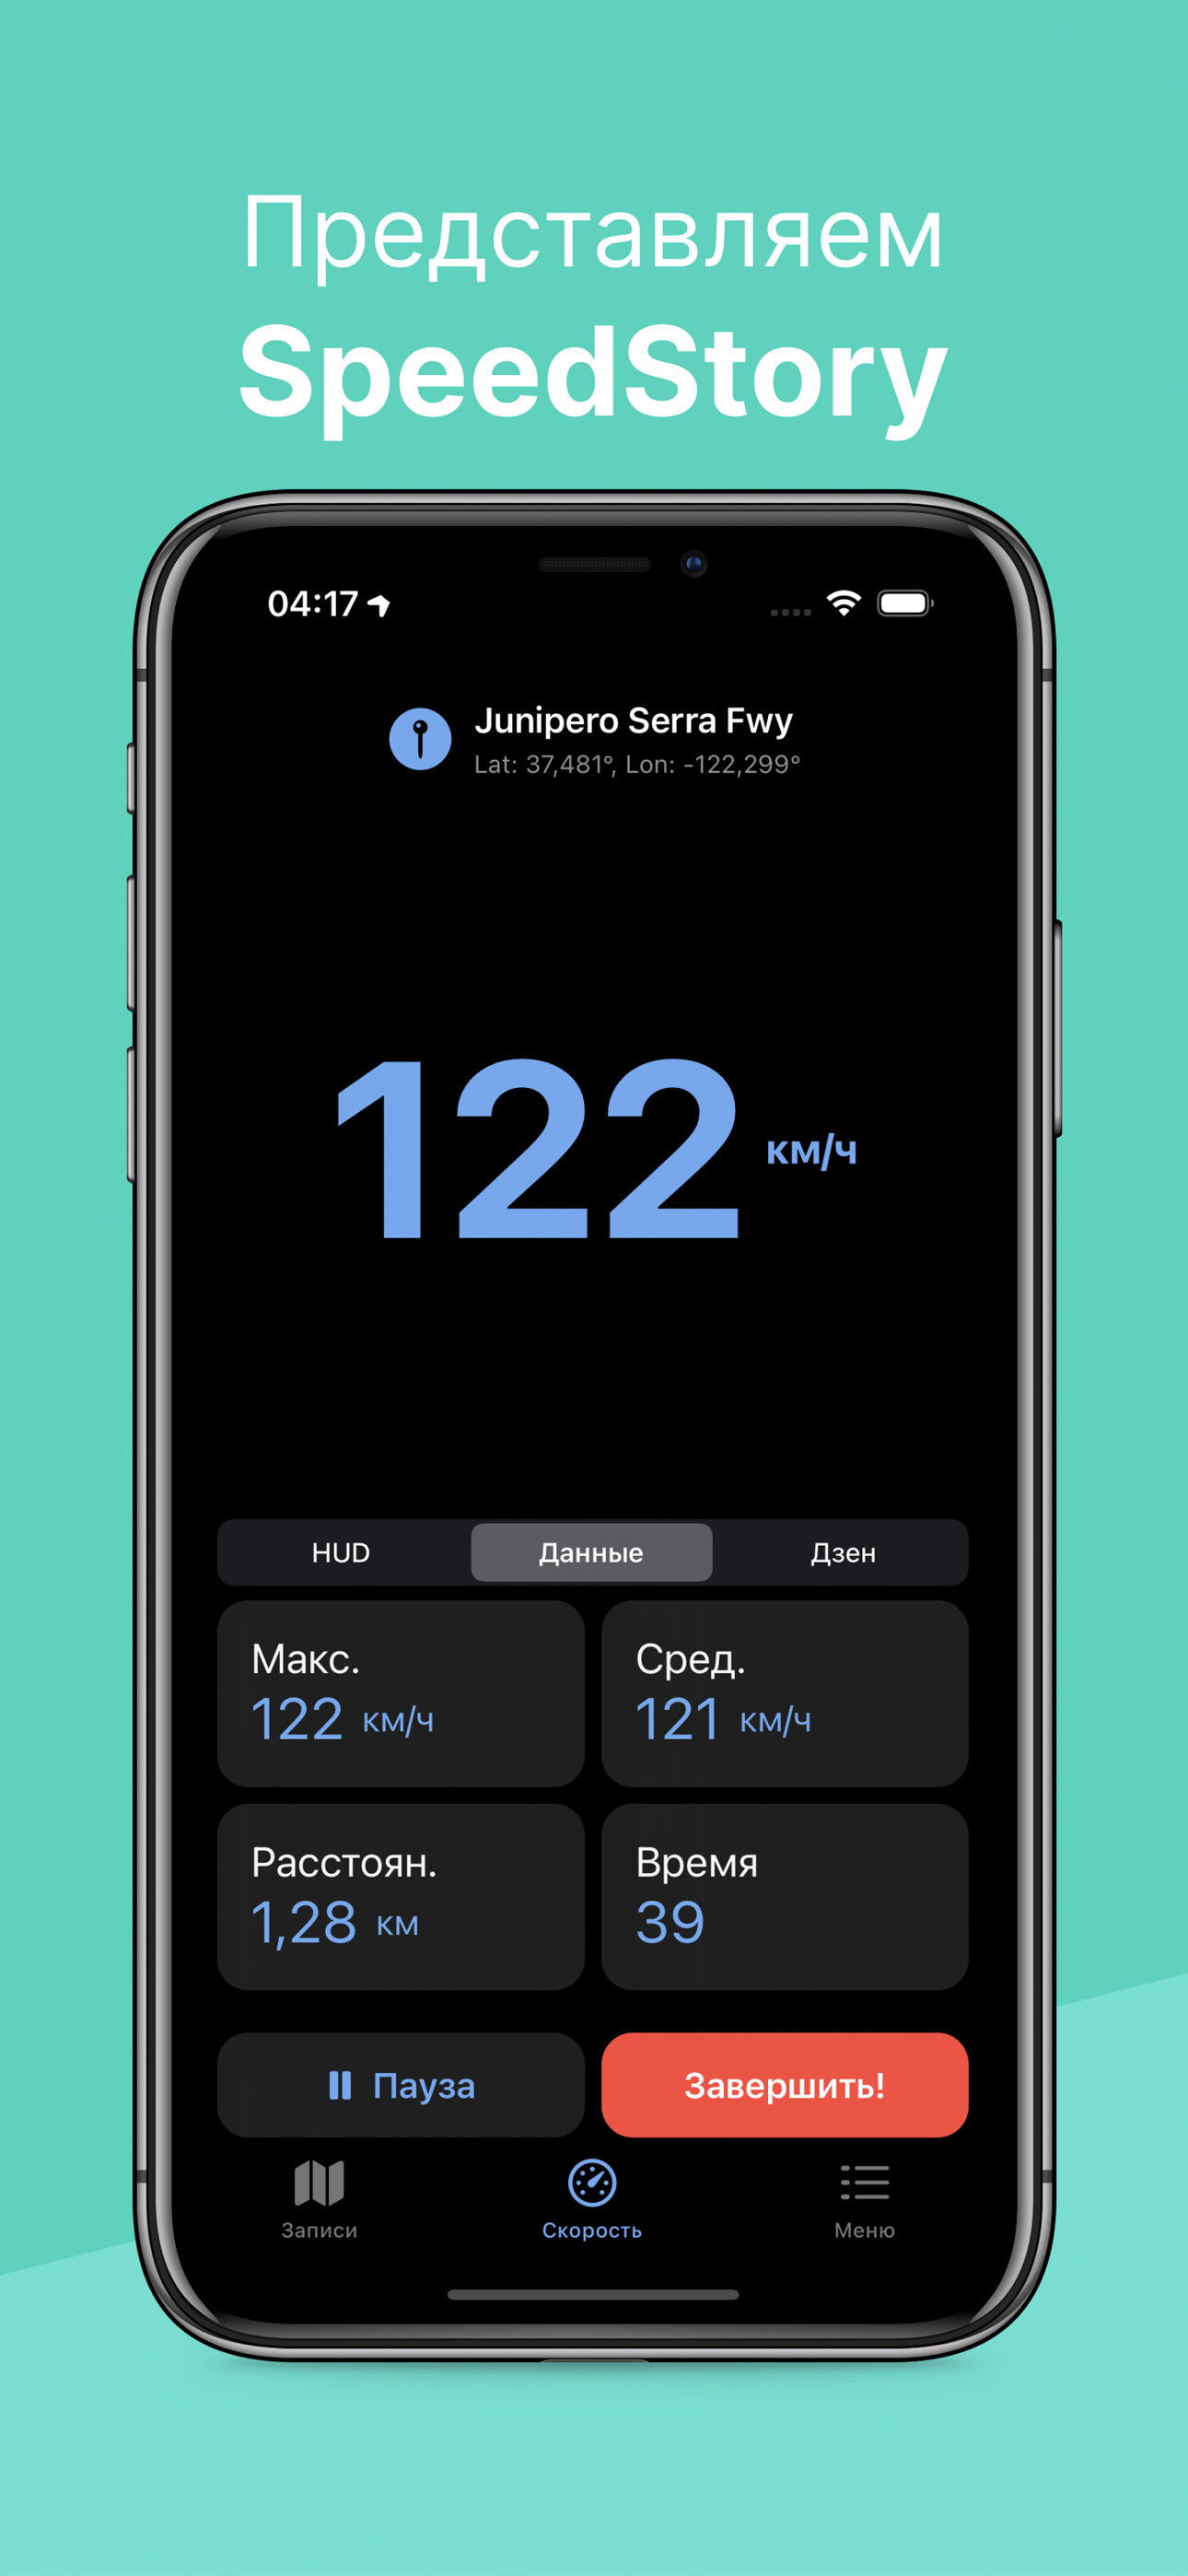 Представляем
SpeedStory
04:17
Junipero Serra Fwy
Lat: 37,481°, Lon: -122,299°
122 км/ч
HUD Данные Дзен
Макс. Сред.
122 км/ч 121 км/ч
Расстоян. Время
1,28 км 39
Пауза Завершить!
Записи Скорость Меню